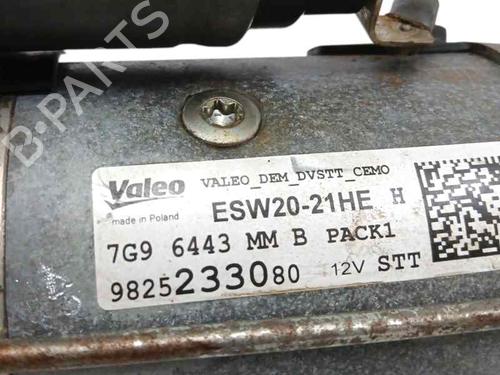 B-PARTS
Valeo VALEO_DEM_DVSTT_CEMO
made in Poland ESW20-21HE H
7G9 6443 MM B PACK1
9825233080 12V STT